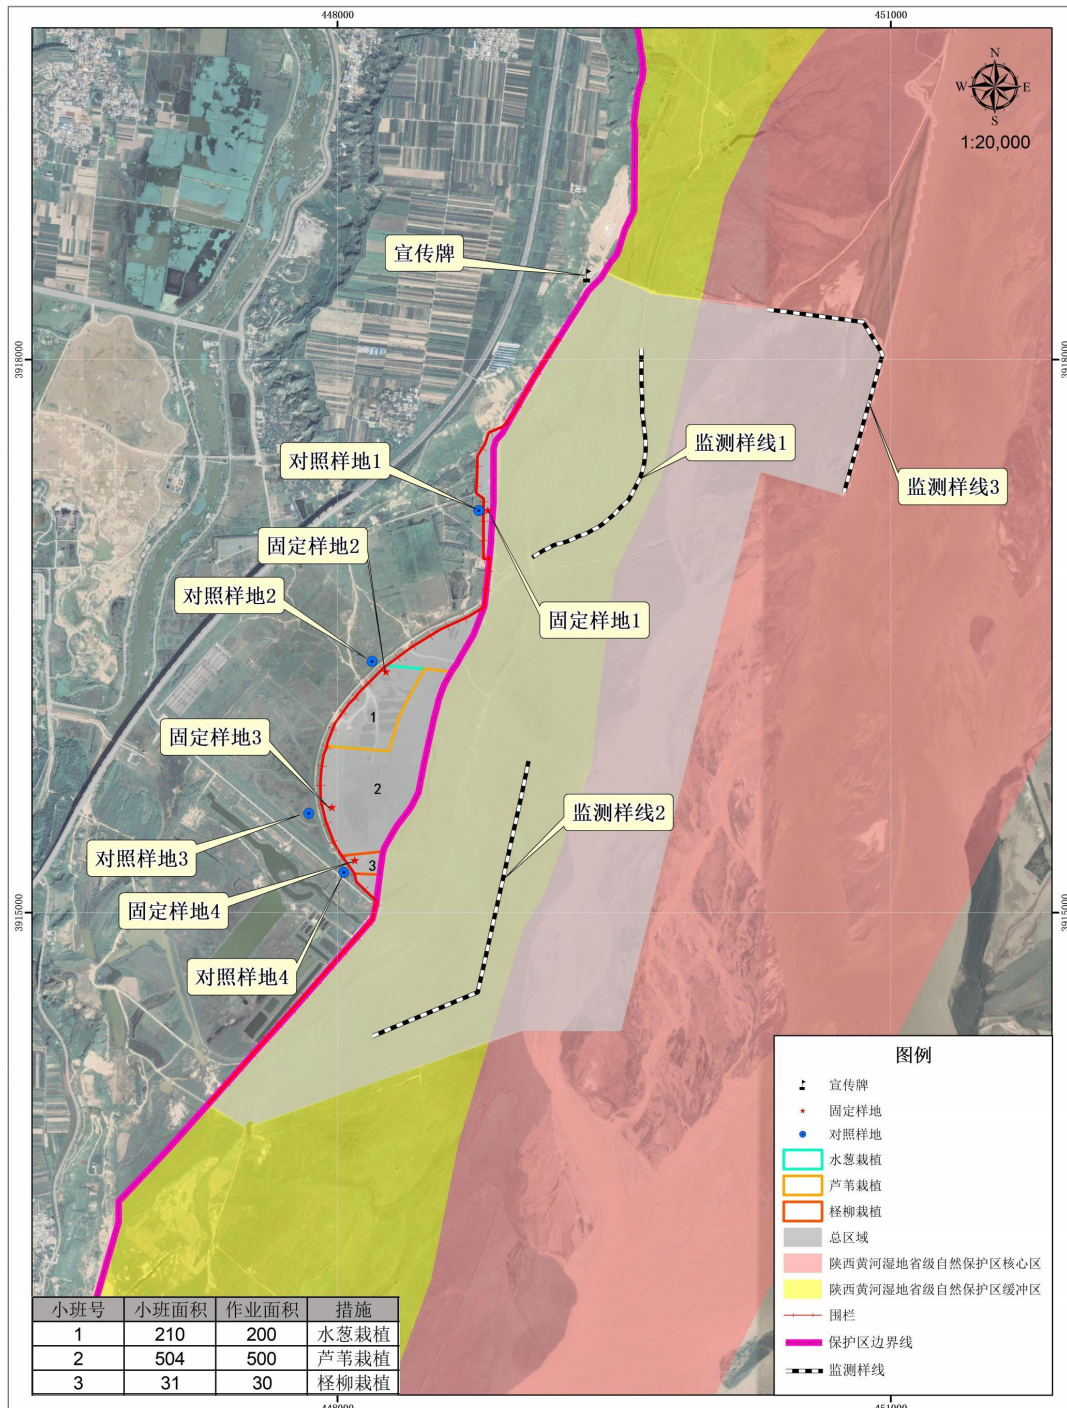 448000
451000
N
W
E
S
1:20,000
宣传牌
3918000
3918000
监测样线1
对照样地1
监测样线3
固定样地2
对照样地2
固定样地1
1
固定样地3
2
监测样线2
对照样地3
3
固定样地4
3915000
3915000
对照样地4
图例
宣传牌
固定样地
对照样地
水葱栽植
芦苇栽植
柽柳栽植
总区域
陕西黄河湿地省级自然保护区核心区
陕西黄河湿地省级自然保护区缓冲区
围栏
保护区边界线
监测样线
小班号 小班面积 作业面积 措施
1 210 200 水葱栽植
2 504 500 芦苇栽植
3 31 30 柽柳栽植
448000
451000